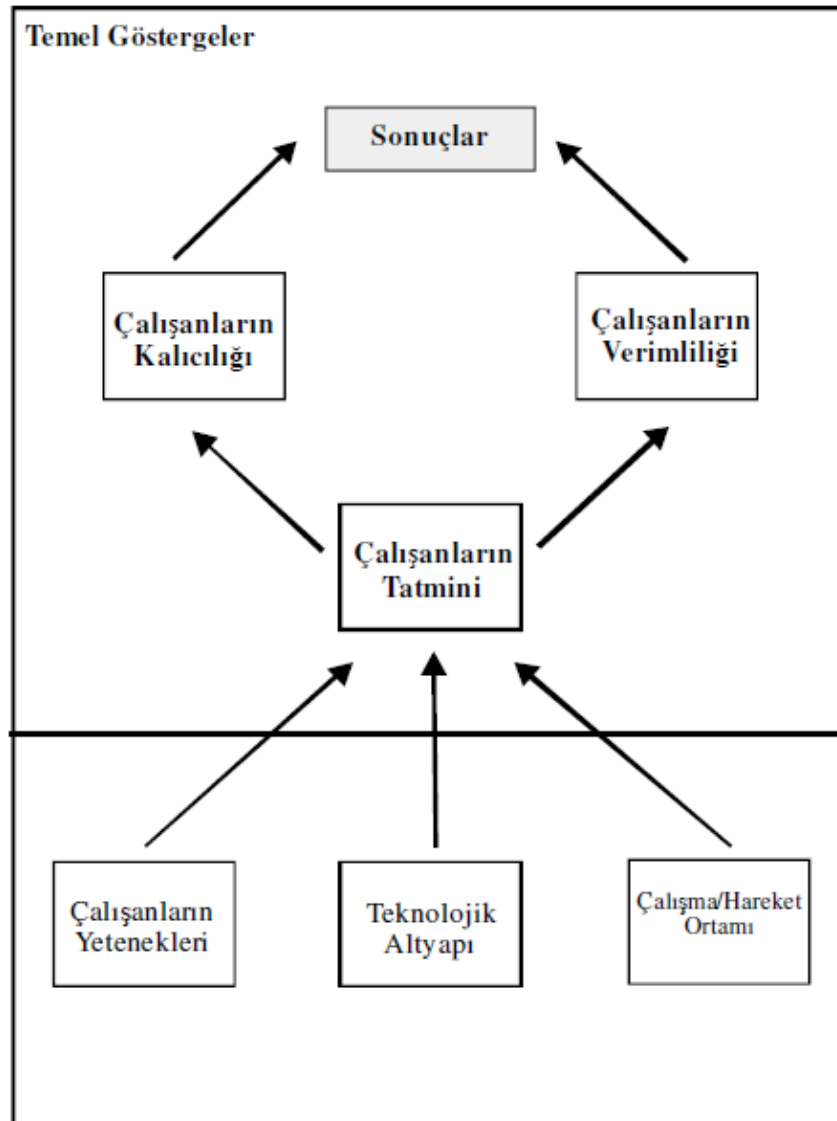 Temel Göstergeler
Sonuçlar
Çalışanların
Kalıcılığı
Çalışanların
Verimliliği
Çalışanların
Tatmini
Çalışanların
Yetenekleri
Teknolojik
Altyapı
Çalışma/Hareket
Ortamı